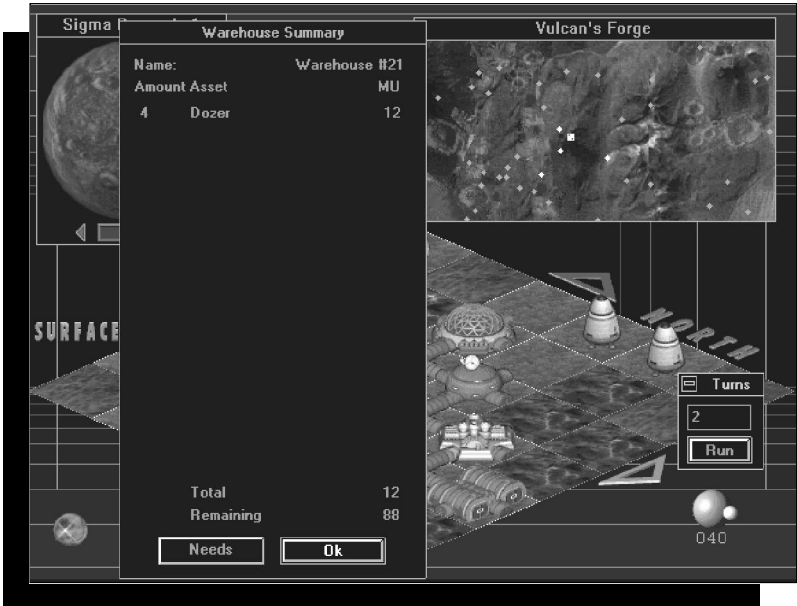 Sigma
Warehouse Summary
Vulcan's Forge
Name: Warehouse #21
Amount Asset MU
4 Dozer 12
SURFACE
NORTH
Turns
2
Run
Total 12
Remaining 88
Needs Ok
040